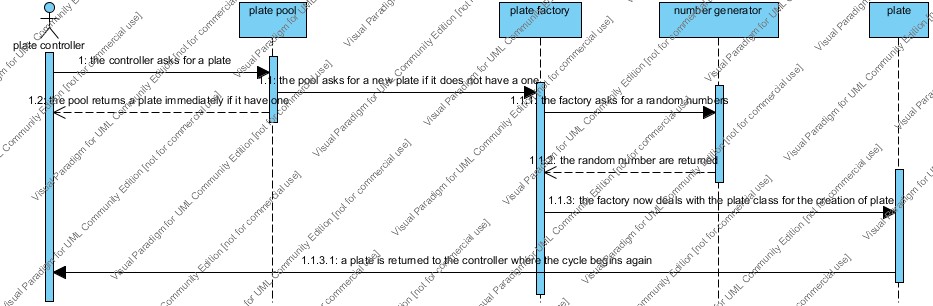 plate pool
plate factory
number generator
plate
plate controller
1: the controller asks for a plate
1.1: the pool asks for a new plate if it does not have a one
1.2: the pool returns a plate immediately if it have one
1.1.1: the factory asks for a random numbers
1.1.2: the random number are returned
1.1.3: the factory now deals with the plate class for the creation of plate
1.1.3.1: a plate is returned to the controller where the cycle begins again
Visual Paradigm for UML Community Edition [not for commercial use]